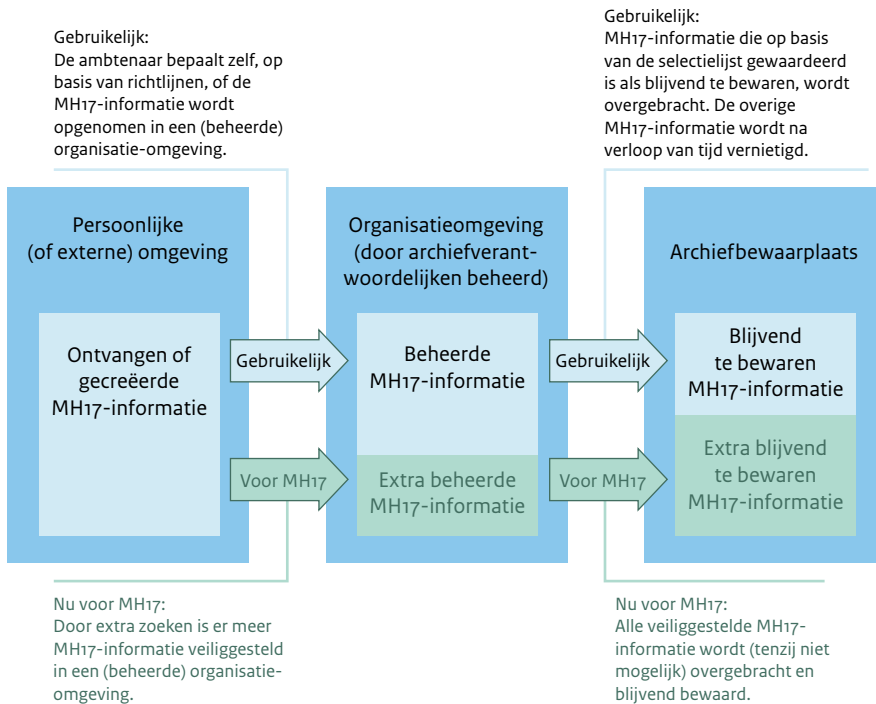 Gebruikelijk:
De ambtenaar bepaalt zelf, op
basis van richtlijnen, of de
MH17-informatie wordt
opgenomen in een (beheerde)
organisatie-omgeving.
Gebruikelijk:
MH17-informatie die op basis
van de selectielijst gewaardeerd
is als blijvend te bewaren, wordt
overgebracht. De overige
MH17-informatie wordt na
verloop van tijd vernietigd.
Persoonlijke
(of externe) omgeving
Ontvangen of
gecreëerde
MH17-informatie
Gebruikelijk
Voor MH17
Organisatieomgeving
(door archiefverant-
woordelijken beheerd)
Beheerde
MH17-informatie
Extra beheerde
MH17-informatie
Gebruikelijk
Voor MH17
Archiefbewaarplaats
Blijvend
te bewaren
MH17-informatie
Extra blijvend
te bewaren
MH17-informatie
Nu voor MH17:
Door extra zoeken is er meer
MH17-informatie veiliggesteld
in een (beheerde) organisatie-
omgeving.
Nu voor MH17:
Alle veiliggestelde MH17-
informatie wordt (tenzij niet
mogelijk) overgebracht en
blijvend bewaard.